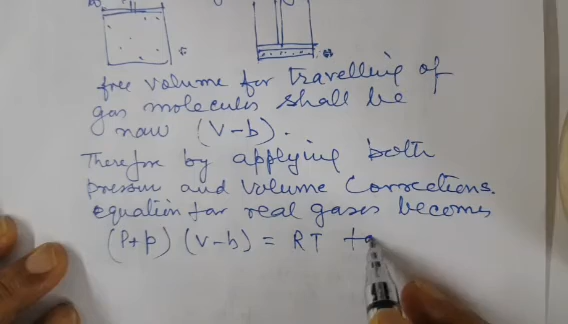 free volume for travelling of
gas molecules shall be
now (V-b).
Therefore by applying both
pressure and volume corrections.
equation for real gases becomes
(P+p) (V-b) = RT fo